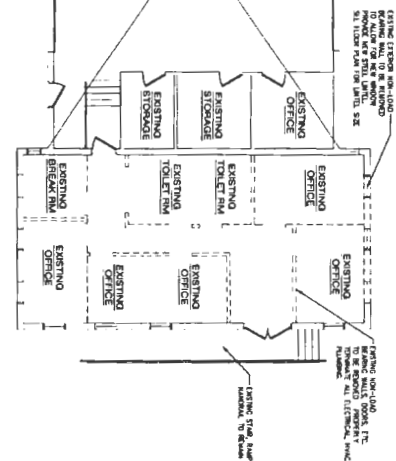 EXISTING EXTERIOR NON-LOAD
BEARING WALL TO BE REMOVED
TO ALLOW FOR NEW WINDOW
PROVIDE NEW STEEL LINTEL
SEE FLOOR PLAN FOR LINTEL SIZE
EXISTING
OFFICE
EXISTING
STORAGE
EXISTING
STORAGE
EXISTING
OFFICE
EXISTING
TOILET RM
EXISTING
TOILET RM
EXISTING
BREAK RM
EXISTING
OFFICE
EXISTING
OFFICE
EXISTING
OFFICE
EXISTING
OFFICE
EXISTING NON-LOAD
BEARING WALLS, DOORS, ETC.
TO BE REMOVED PROPERLY
TERMINATE ALL ELECTRICAL, HVAC,
PLUMBING
EXISTING STAIR, RAMP
HANDRAIL TO REMAIN